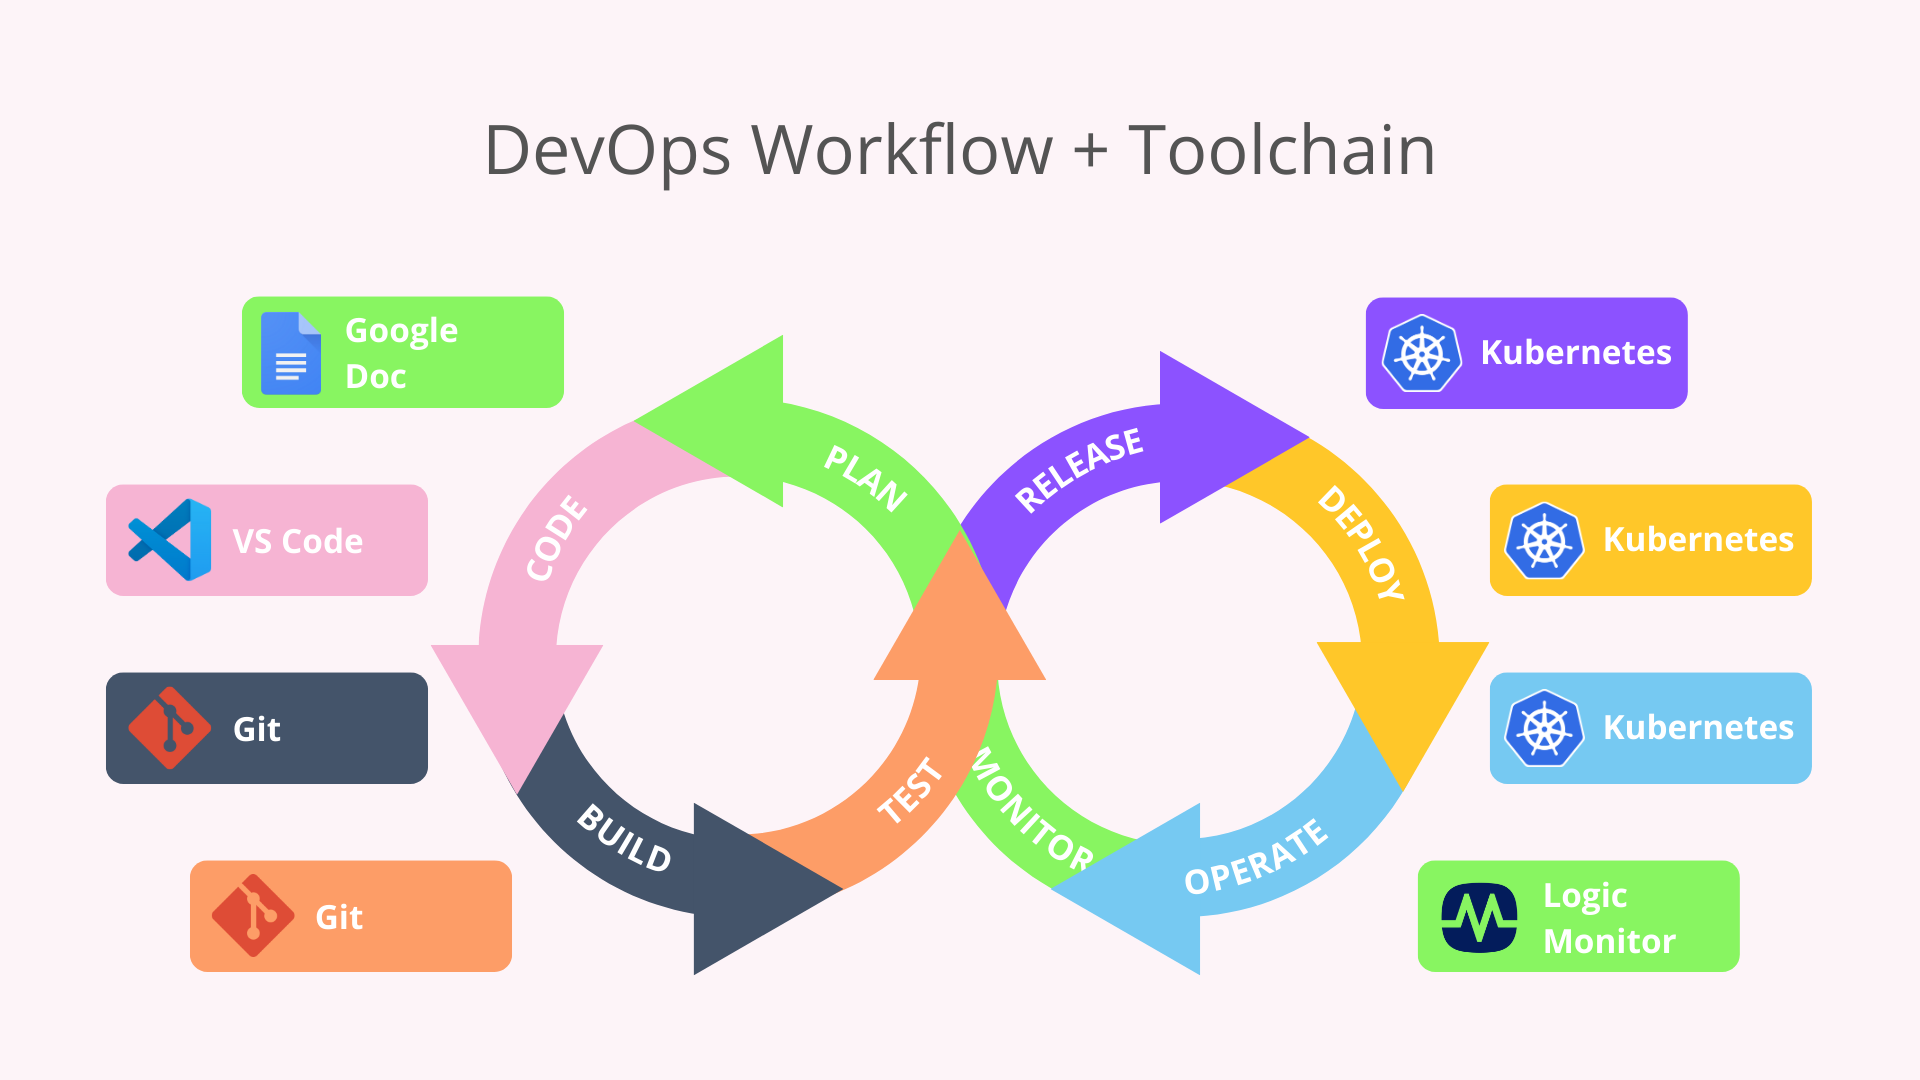 DevOps Workflow + Toolchain
Google
Doc
VS Code
Git
Git
PLAN
CODE
BUILD
TEST
RELEASE
DEPLOY
OPERATE
MONITOR
Kubernetes
Kubernetes
Kubernetes
Logic
Monitor